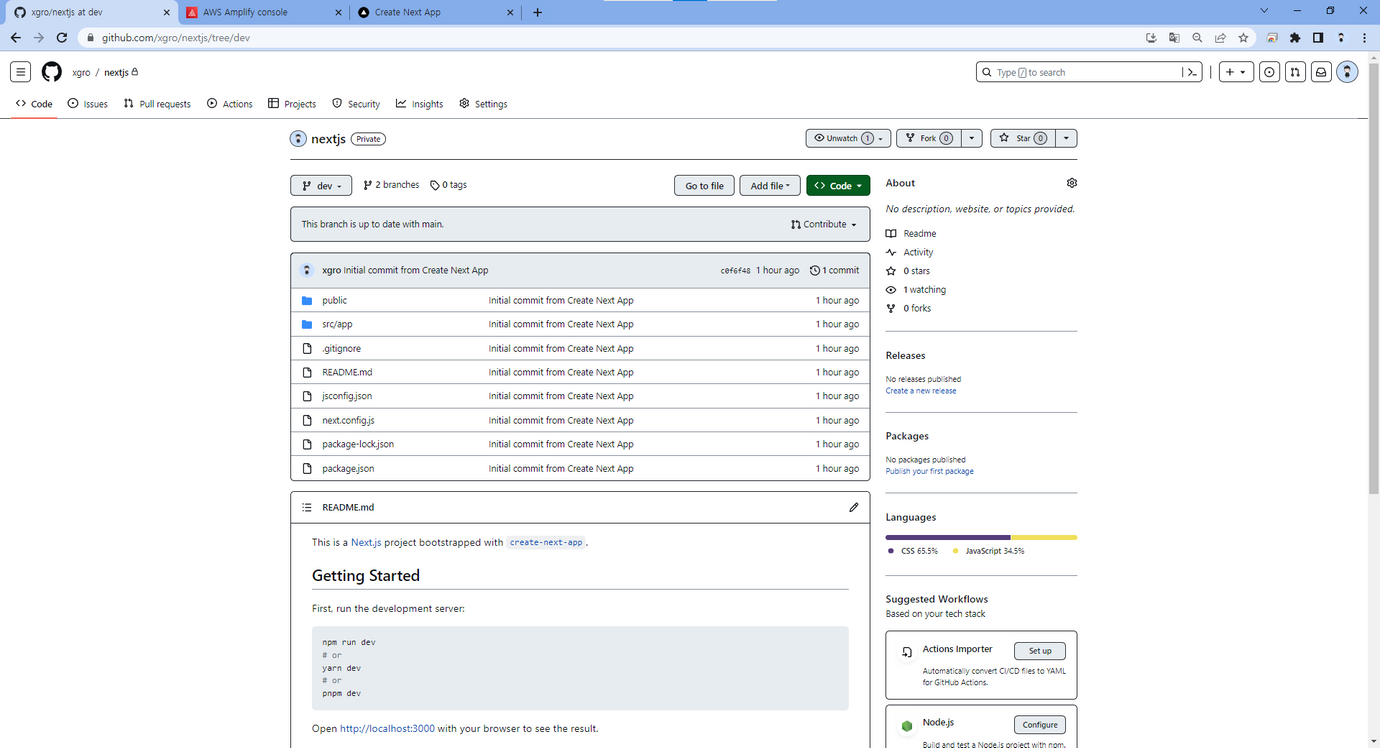 xgro/nextjs at dev
AWS Amplify console
Create Next App
github.com/xgro/nextjs/tree/dev
xgro / nextjs
Type / to search
Code
Issues
Pull requests
Actions
Projects
Security
Insights
Settings
nextjs Private
Unwatch 1
Fork 0
Star 0
dev
2 branches
0 tags
Go to file
Add file
Code
This branch is up to date with main.
Contribute
xgro Initial commit from Create Next App
c0f6f48 1 hour ago
1 commit
public Initial commit from Create Next App 1 hour ago
src/app Initial commit from Create Next App 1 hour ago
.gitignore Initial commit from Create Next App 1 hour ago
README.md Initial commit from Create Next App 1 hour ago
jsconfig.json Initial commit from Create Next App 1 hour ago
next.config.js Initial commit from Create Next App 1 hour ago
package-lock.json Initial commit from Create Next App 1 hour ago
package.json Initial commit from Create Next App 1 hour ago
README.md
This is a Next.js project bootstrapped with create-next-app.
Getting Started
First, run the development server:
npm run dev
# or
yarn dev
# or
pnpm dev
Open http://localhost:3000 with your browser to see the result.
About
No description, website, or topics provided.
Readme
Activity
0 stars
1 watching
0 forks
Releases
No releases published
Create a new release
Packages
No packages published
Publish your first package
Languages
CSS 65.5%
JavaScript 34.5%
Suggested Workflows
Based on your tech stack
Actions Importer
Set up
Automatically convert CI/CD files to YAML
for GitHub Actions.
Node.js
Configure
Build and test a Node.js project with npm.